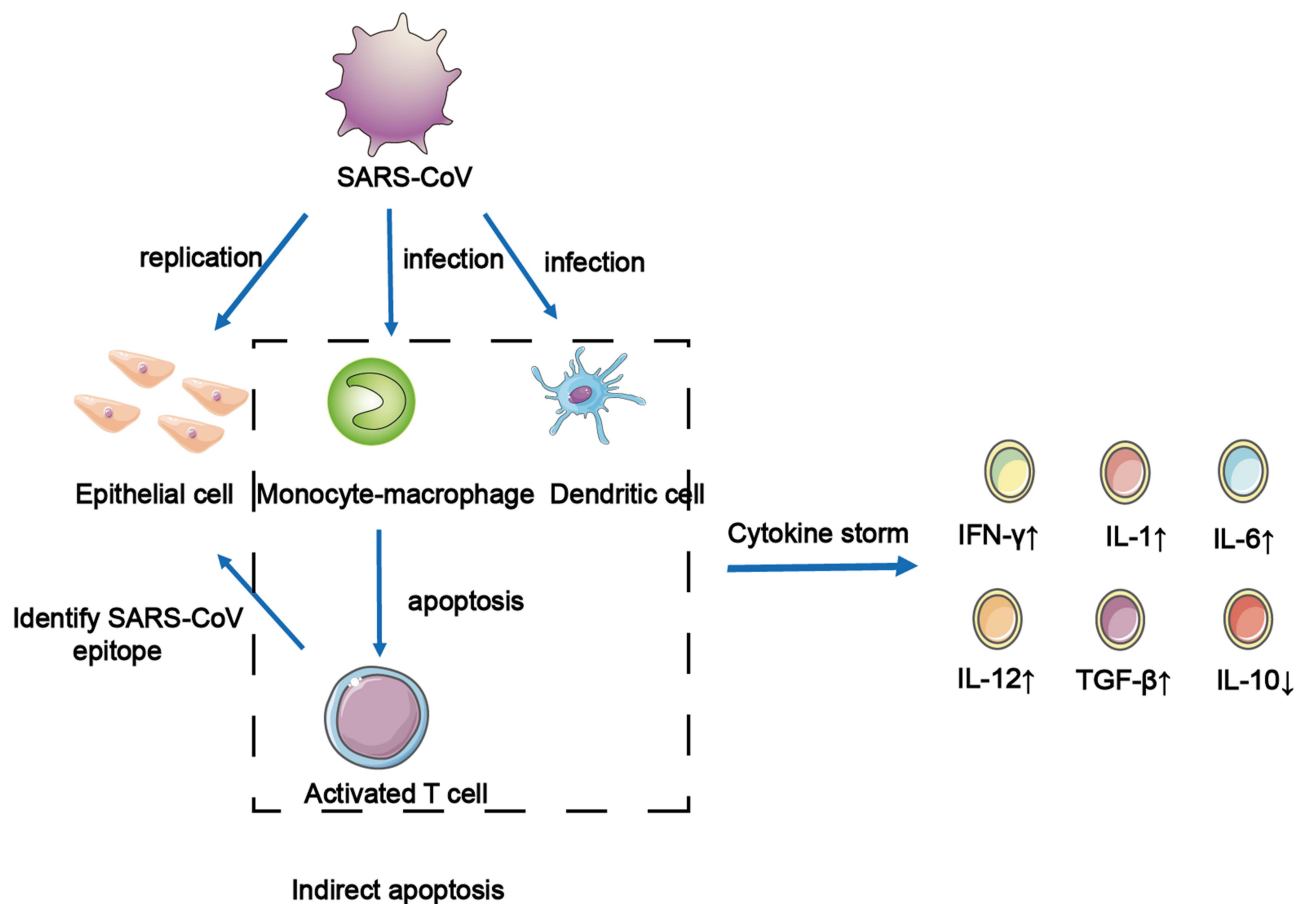 SARS-CoV
replication
infection
infection
Epithelial cell
Monocyte-macrophage
Dendritic cell
Cytokine storm
IFN-γ↑
IL-1↑
IL-6↑
apoptosis
Identify SARS-CoV
epitope
IL-12↑
TGF-β↑
IL-10↓
Activated T cell
Indirect apoptosis